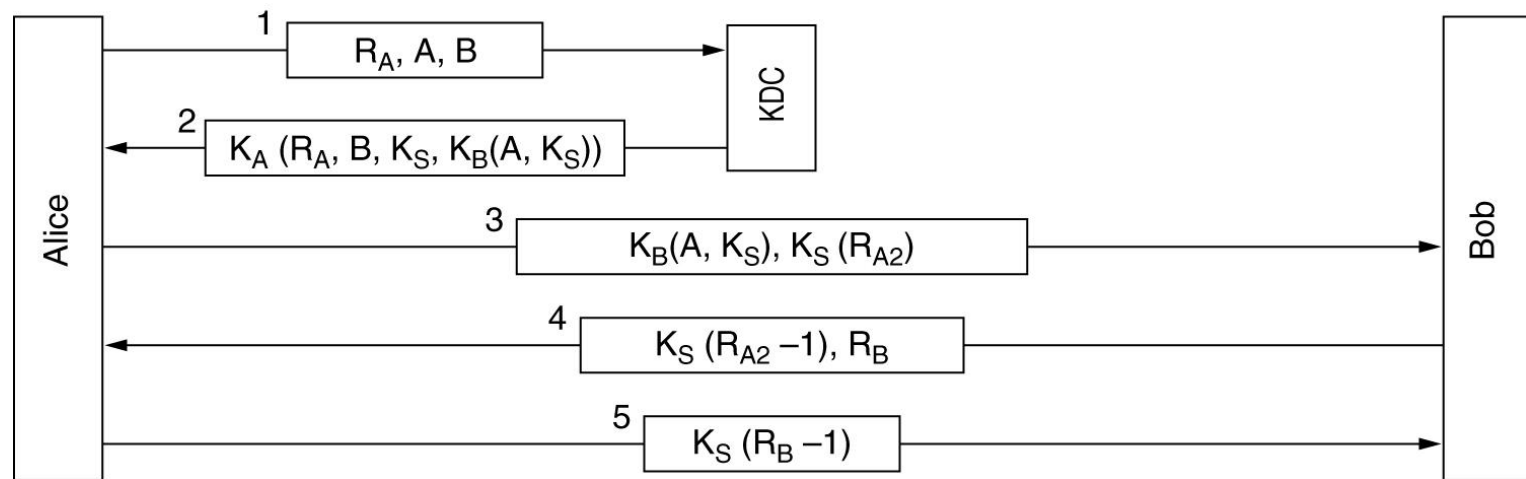 1
R_A, A, B
KDC
2
K_A (R_A, B, K_S, K_B(A, K_S))
Alice
3
K_B(A, K_S), K_S (R_A2)
Bob
4
K_S (R_A2 –1), R_B
5
K_S (R_B –1)